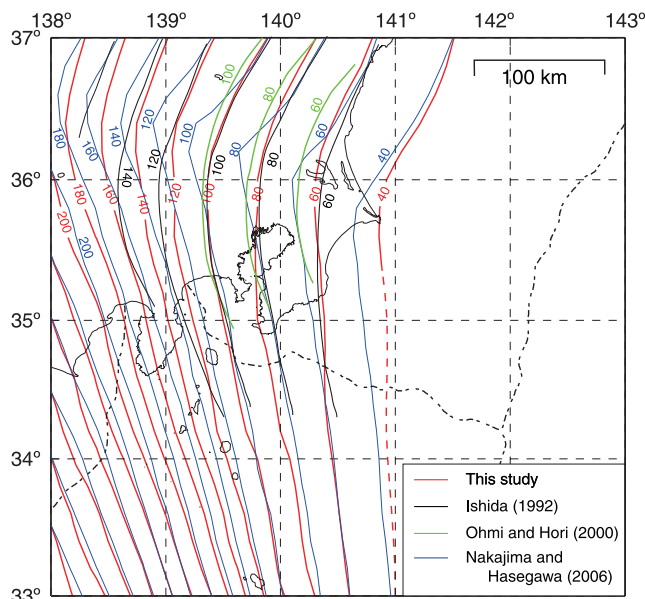 138° 139° 140° 141° 142° 143°
37°
100 km
100
80
60
180 160 140 120 100 80 60 40
140 120 100 80 60
36°
200 180 160 140 120 100 80 60 40
200
35°
34°
This study
Ishida (1992)
Ohmi and Hori (2000)
Nakajima and
Hasegawa (2006)
33°